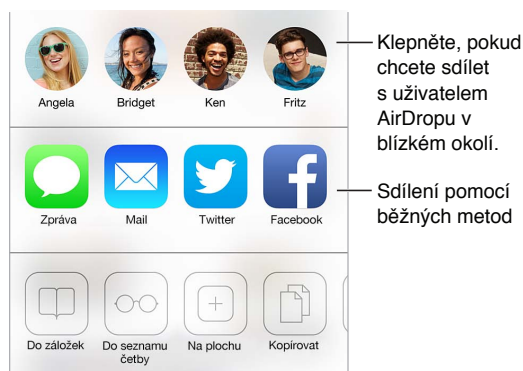 Angela Bridget Ken Fritz
Klepněte, pokud
chcete sdílet
s uživatelem
AirDropu v
blízkém okolí.
Zpráva Mail Twitter Facebook
Sdílení pomocí
běžných metod
Do záložek Do seznamu četby Na plochu Kopírovat